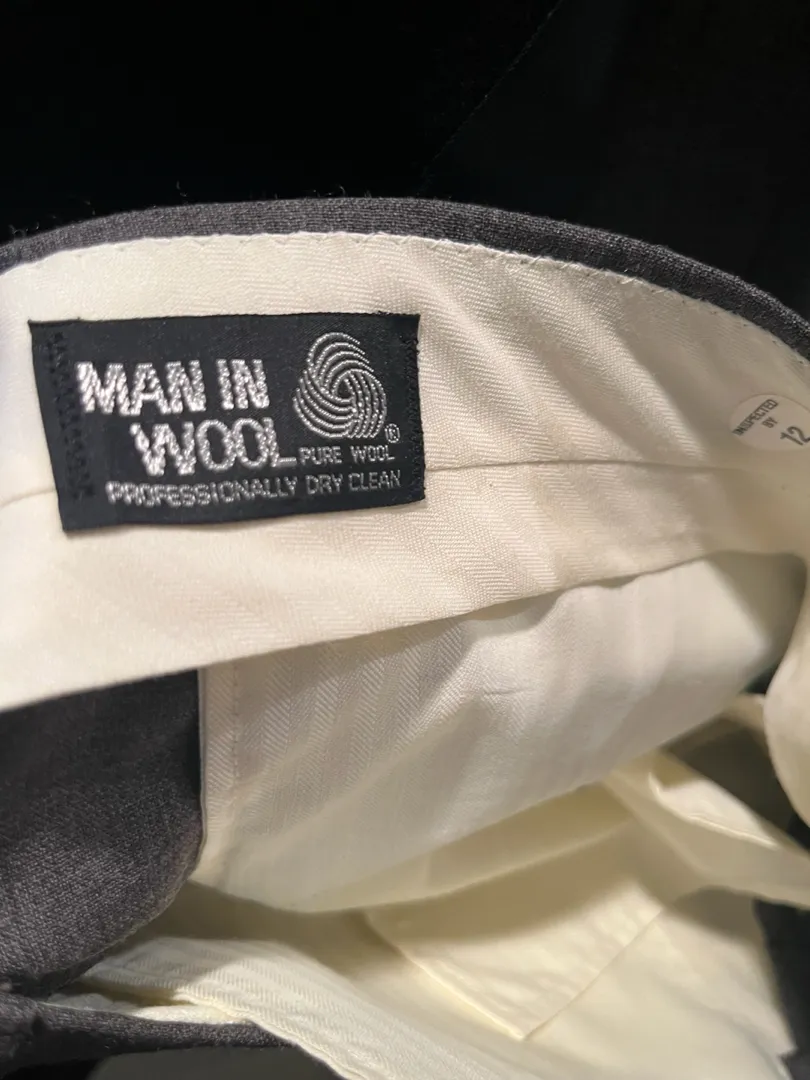 MAN IN
WOOL
®
PURE WOOL
PROFESSIONALLY DRY CLEAN
INSPECTED
BY
12